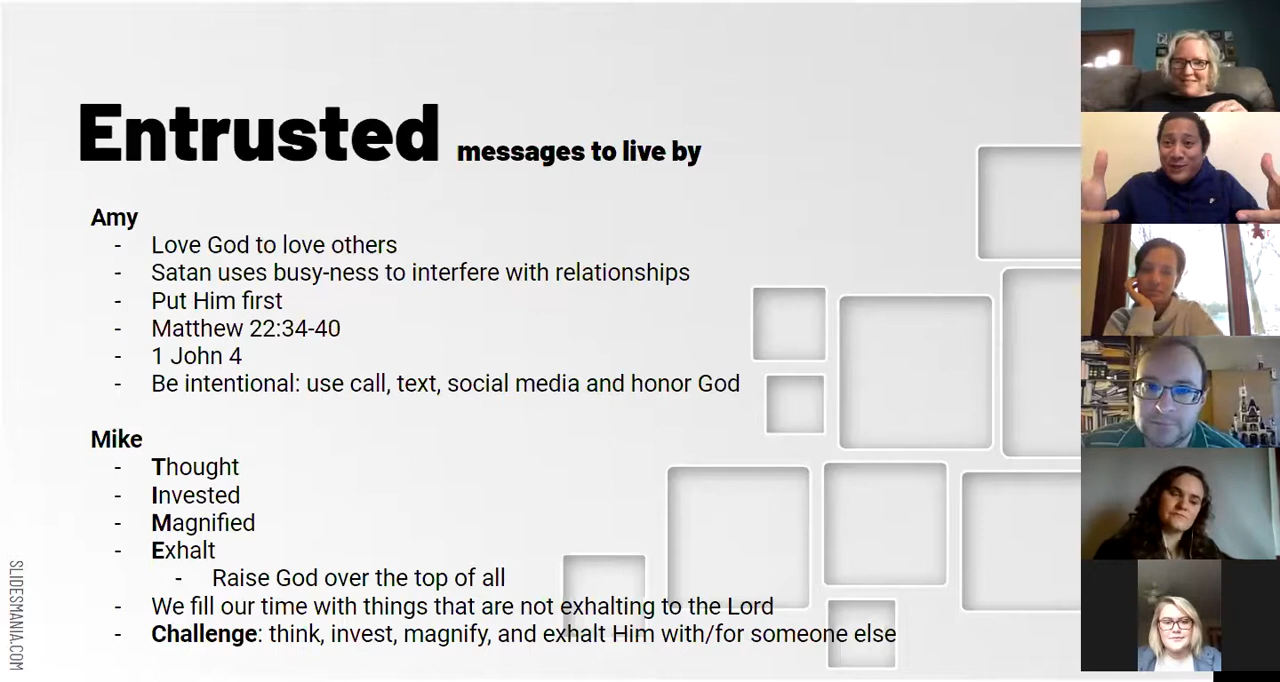 Entrusted messages to live by
Amy
- Love God to love others
- Satan uses busy-ness to interfere with relationships
- Put Him first
- Matthew 22:34-40
- 1 John 4
- Be intentional: use call, text, social media and honor God
Mike
- Thought
- Invested
- Magnified
- Exhalt
- Raise God over the top of all
- We fill our time with things that are not exhalting to the Lord
- Challenge: think, invest, magnify, and exhalt Him with/for someone else
SLIDESMANIA.COM